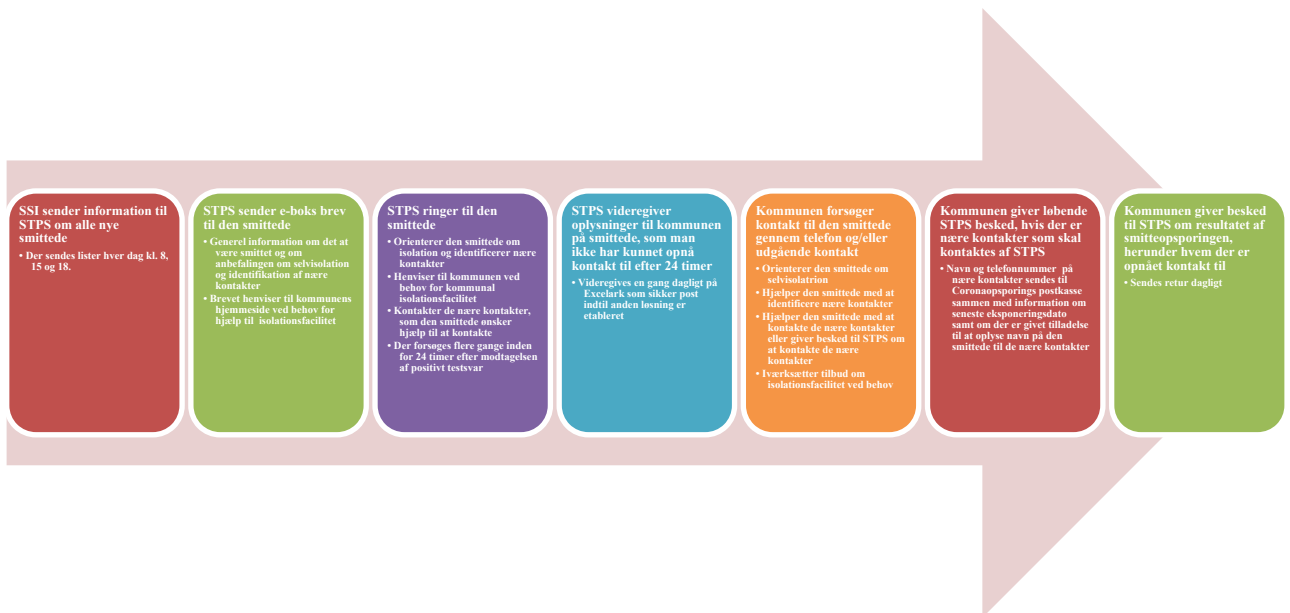 SSI sender information til
STPS om alle nye
smittede
• Der sendes lister hver dag kl. 8,
15 og 18.
STPS sender e-boks brev
til den smittede
• Generel information om det at
være smittet og om
anbefalingen om selvisolation
og identifikation af nære
kontakter
• Brevet henviser til kommunens
hjemmeside ved behov for
hjælp til isolationsfacilitet
STPS ringer til den
smittede
• Orienterer den smittede om
isolation og identificerer nære
kontakter
• Henviser til kommunen ved
behov for kommunal
isolationsfacilitet
• Kontakter de nære kontakter,
som den smittede ønsker
hjælp til at kontakte
• Der forsøges flere gange inden
for 24 timer efter modtagelsen
af positivt testsvar
STPS videregiver
oplysninger til kommunen
på smittede, som man
ikke har kunnet opnå
kontakt til efter 24 timer
• Videregives en gang dagligt på
Excelark som sikker post
indtil anden løsning er
etableret
Kommunen forsøger
kontakt til den smittede
gennem telefon og/eller
udgående kontakt
• Orienterer den smittede om
selvisolatrion
• Hjælper den smittede med at
identificere nære kontakter
• Hjælper den smittede med at
kontakte de nære kontakter
eller giver besked til STPS om
at kontakte de nære
kontakter
• Iværksætter tilbud om
isolationsfacilitet ved behov
Kommunen giver løbende
STPS besked, hvis der er
nære kontakter som skal
kontaktes af STPS
• Navn og telefonnummer på
nære kontakter sendes til
Coronaopsporings postkasse
sammen med information om
seneste eksponeringsdato
samt om der er givet tilladelse
til at oplyse navn på den
smittede til de nære kontakter
Kommunen giver besked
til STPS om resultatet af
smitteopsporingen,
herunder hvem der er
opnået kontakt til
• Sendes retur dagligt